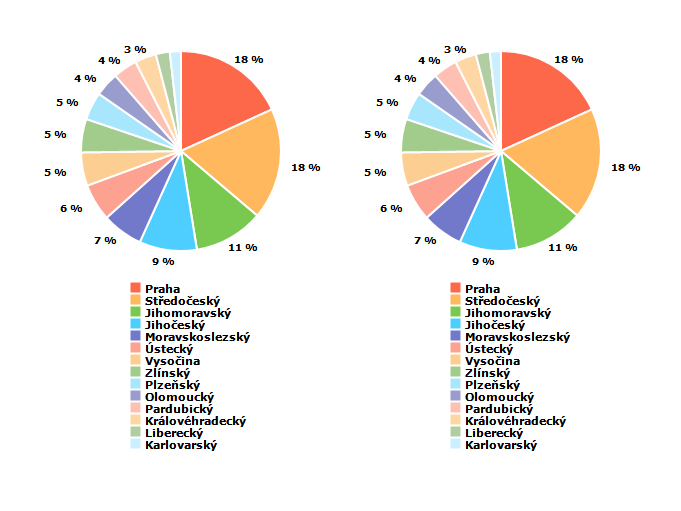 3 %
4 %
18 %
4 %
5 %
5 %
5 %
18 %
6 %
7 %
11 %
9 %
Praha
Středočeský
Jihomoravský
Jihočeský
Moravskoslezský
Ústecký
Vysočina
Zlínský
Plzeňský
Olomoucký
Pardubický
Královéhradecký
Liberecký
Karlovarský
3 %
4 %
18 %
4 %
5 %
5 %
5 %
18 %
6 %
7 %
11 %
9 %
Praha
Středočeský
Jihomoravský
Jihočeský
Moravskoslezský
Ústecký
Vysočina
Zlínský
Plzeňský
Olomoucký
Pardubický
Královéhradecký
Liberecký
Karlovarský